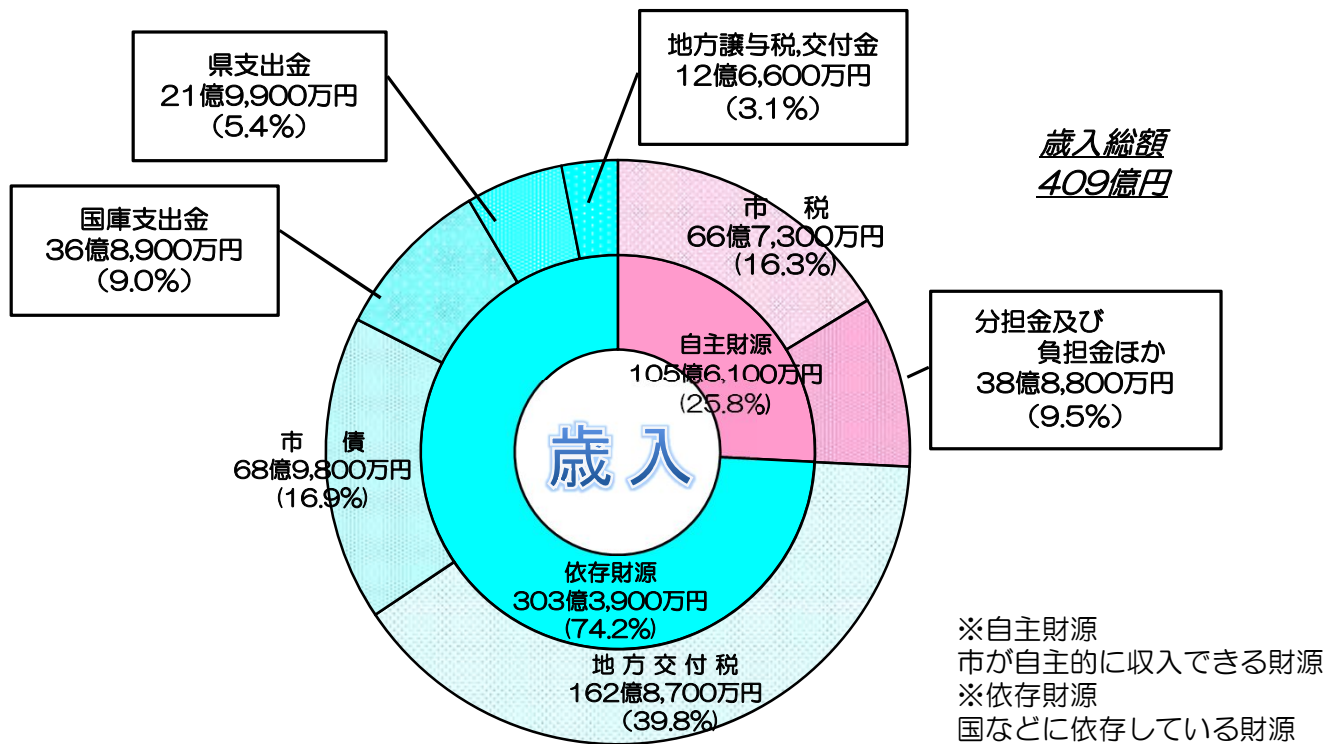 地方譲与税,交付金
12億6,600万円
(3.1%)
県支出金
21億9,900万円
(5.4%)
歳入総額
409億円
国庫支出金
36億8,900万円
(9.0%)
市 税
66億7,300万円
(16.3%)
分担金及び
負担金ほか
38億8,800万円
(9.5%)
自主財源
105億6,100万円
(25.8%)
歳入
市 債
68億9,800万円
(16.9%)
依存財源
303億3,900万円
(74.2%)
地方交付税
162億8,700万円
(39.8%)
※自主財源
市が自主的に収入できる財源
※依存財源
国などに依存している財源